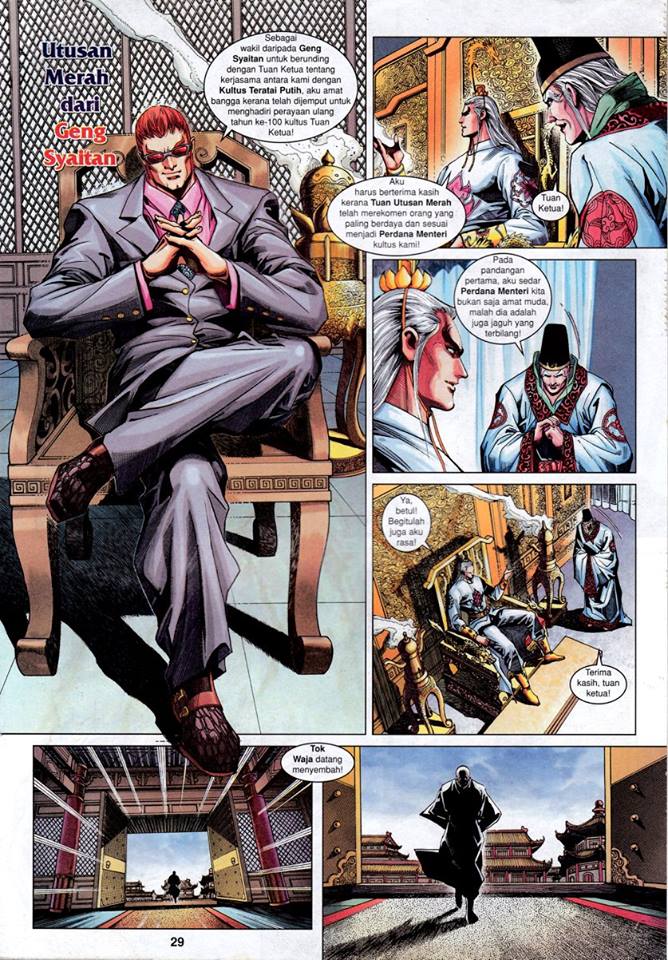 Utusan
Merah
dari
Geng
Syaitan
Sebagai
wakil daripada Geng
Syaitan untuk berunding
dengan Tuan Ketua tentang
kerjasama antara kami dengan
Kultus Teratai Putih, aku amat
bangga kerana telah dijemput untuk
menghadiri perayaan ulang
tahun ke-100 kultus Tuan
Ketua!
Aku
harus berterima kasih
kerana Tuan Utusan Merah
telah merekomen orang yang
paling berdaya dan sesuai
menjadi Perdana Menteri
kultus kami!
Tuan
Ketua!
Pada
pandangan
pertama, aku sedar
Perdana Menteri kita
bukan saja amat muda,
malah dia adalah
juga jaguh yang
terbilang!
Ya,
betul!
Begitulah
juga aku
rasa!
Terima
kasih, tuan
ketua!
Tok
Waja datang
menyembah!
29